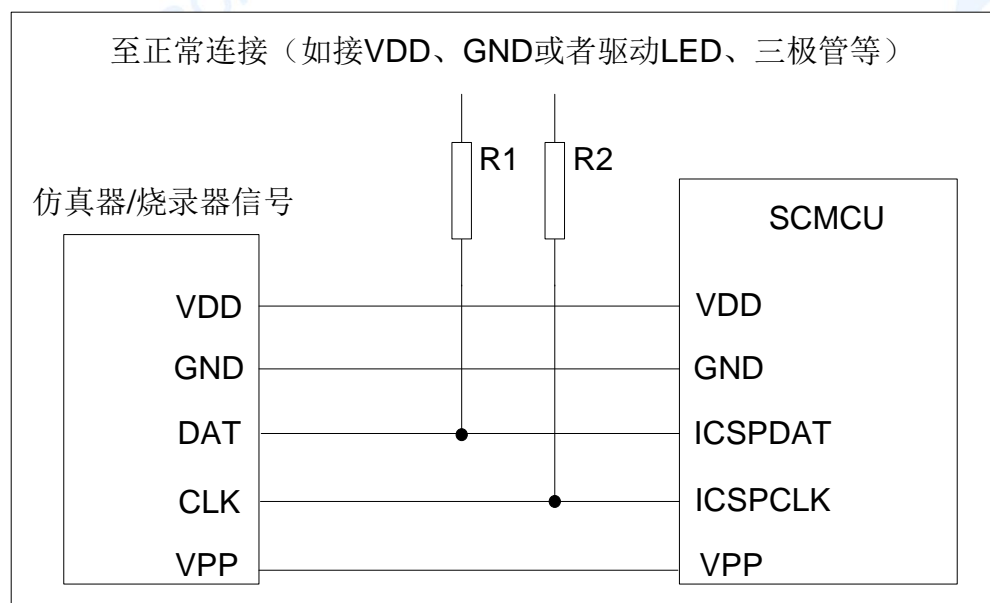 至正常连接（如接VDD、GND或者驱动LED、三极管等）
R1 R2
仿真器/烧录器信号
SCMCU
VDD VDD
GND GND
DAT ICSPDAT
CLK ICSPCLK
VPP VPP